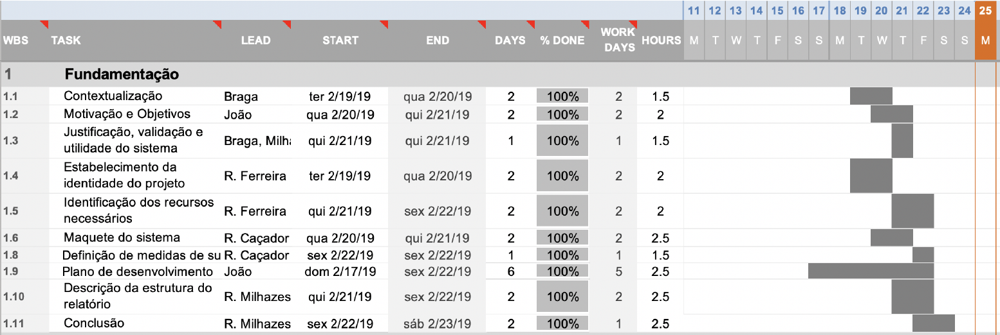 11 12 13 14 15 16 17 18 19 20 21 22 23 24 25
WBS TASK LEAD START END DAYS % DONE WORK DAYS HOURS M T W T F S S M T W T F S S M
1 Fundamentação
1.1 Contextualização Braga ter 2/19/19 qua 2/20/19 2 100% 2 1.5
1.2 Motivação e Objetivos João qua 2/20/19 qui 2/21/19 2 100% 2 2
1.3 Justificação, validação e utilidade do sistema Braga, Milh qui 2/21/19 qui 2/21/19 1 100% 1 1.5
1.4 Estabelecimento da identidade do projeto R. Ferreira ter 2/19/19 qua 2/20/19 2 100% 2 2
1.5 Identificação dos recursos necessários R. Ferreira qui 2/21/19 sex 2/22/19 2 100% 2 2
1.6 Maquete do sistema R. Caçador qua 2/20/19 qui 2/21/19 2 100% 2 2.5
1.8 Definição de medidas de su R. Caçador sex 2/22/19 sex 2/22/19 1 100% 1 1.5
1.9 Plano de desenvolvimento João dom 2/17/19 sex 2/22/19 6 100% 5 2.5
1.10 Descrição da estrutura do relatório R. Milhazes qui 2/21/19 sex 2/22/19 2 100% 2 2.5
1.11 Conclusão R. Milhazes sex 2/22/19 sáb 2/23/19 2 100% 1 2.5